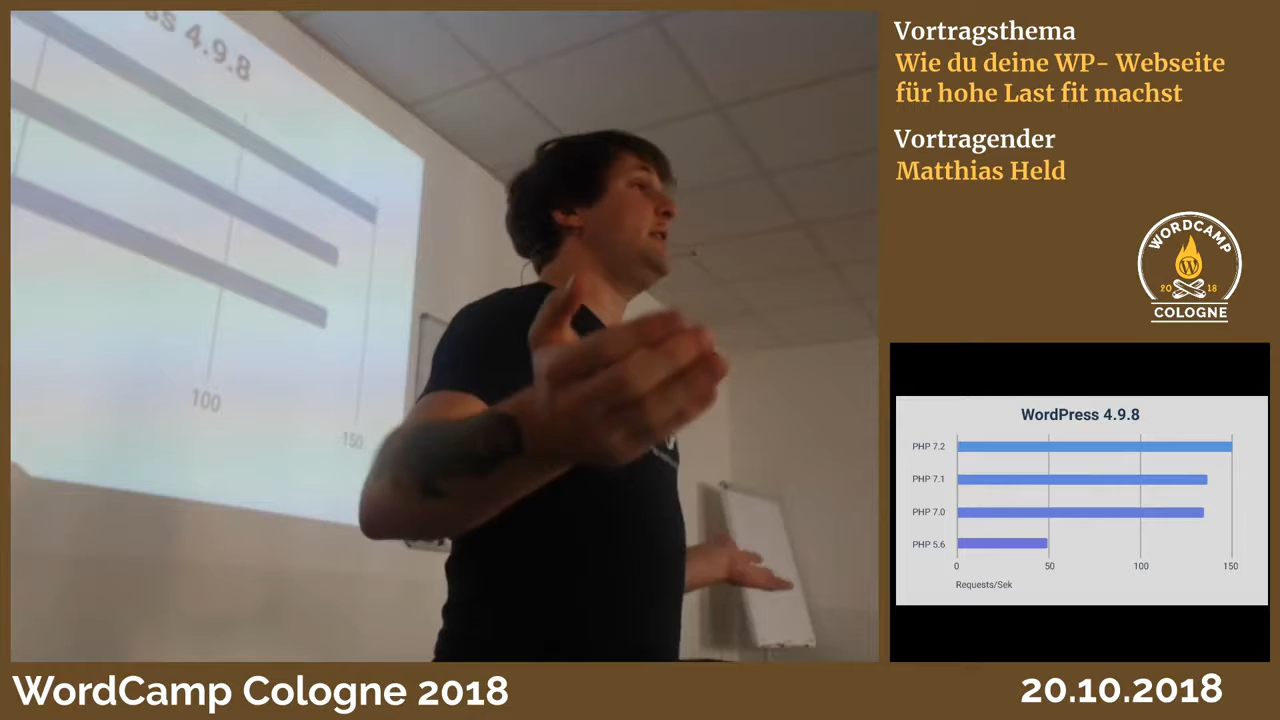 ss 4.9.8
100
150
Vortragsthema
Wie du deine WP- Webseite
für hohe Last fit machst
Vortragender
Matthias Held
WORDCAMP
2018
COLOGNE
WordPress 4.9.8
PHP 7.2
PHP 7.1
PHP 7.0
PHP 5.6
0 50 100 150
Requests/Sek
WordCamp Cologne 2018
20.10.2018